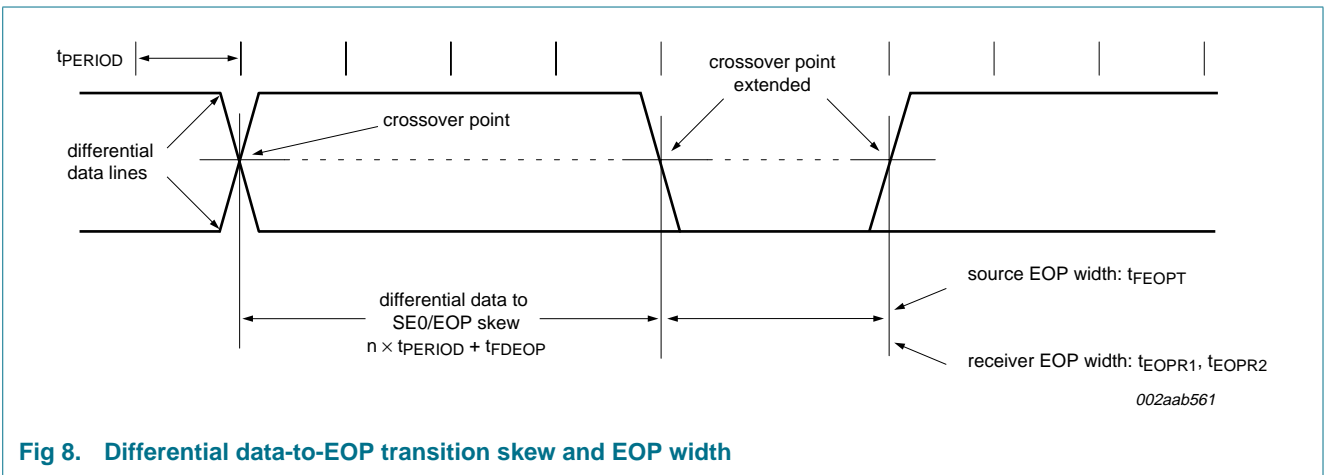 tPERIOD
crossover point
extended
crossover point
differential
data lines
differential data to
SE0/EOP skew
n × tPERIOD + tFDEOP
source EOP width: tFEOPT
receiver EOP width: tEOPR1, tEOPR2
002aab561
Fig 8. Differential data-to-EOP transition skew and EOP width